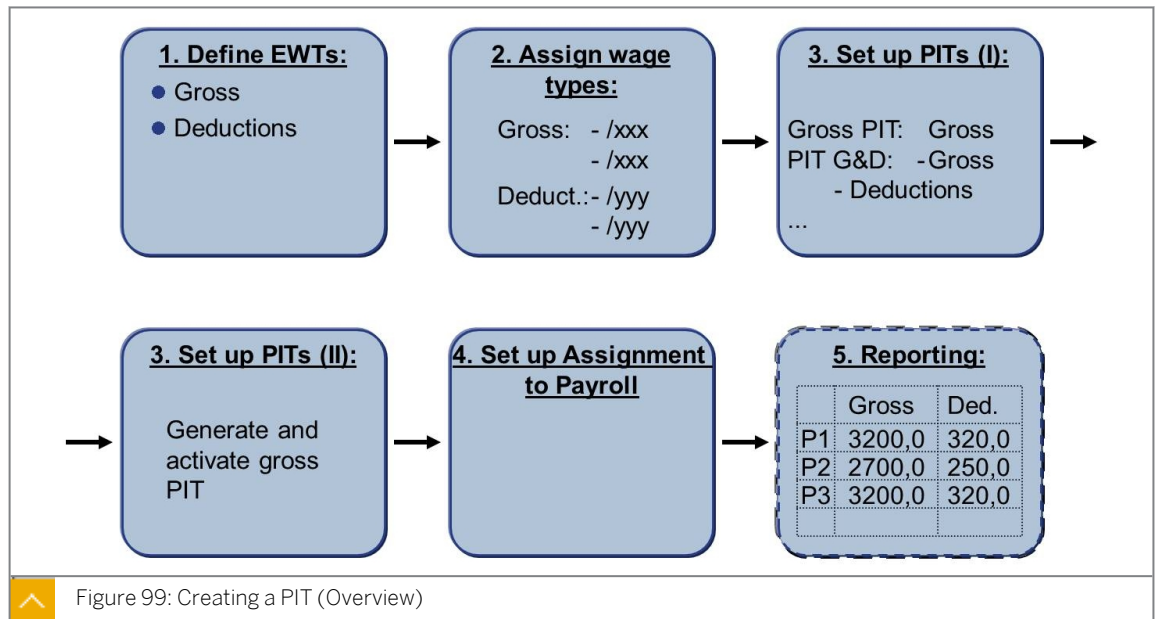 1. Define EWTs:
● Gross
● Deductions
2. Assign wage
types:
Gross: - /xxx
- /xxx
Deduct.:- /yyy
- /yyy
3. Set up PITs (I):
Gross PIT: Gross
PIT G&D: -Gross
- Deductions
...
3. Set up PITs (II):
Generate and
activate gross
PIT
4. Set up Assignment
to Payroll
5. Reporting:
Gross Ded.
P1 3200,0 320,0
P2 2700,0 250,0
P3 3200,0 320,0
Figure 99: Creating a PIT (Overview)